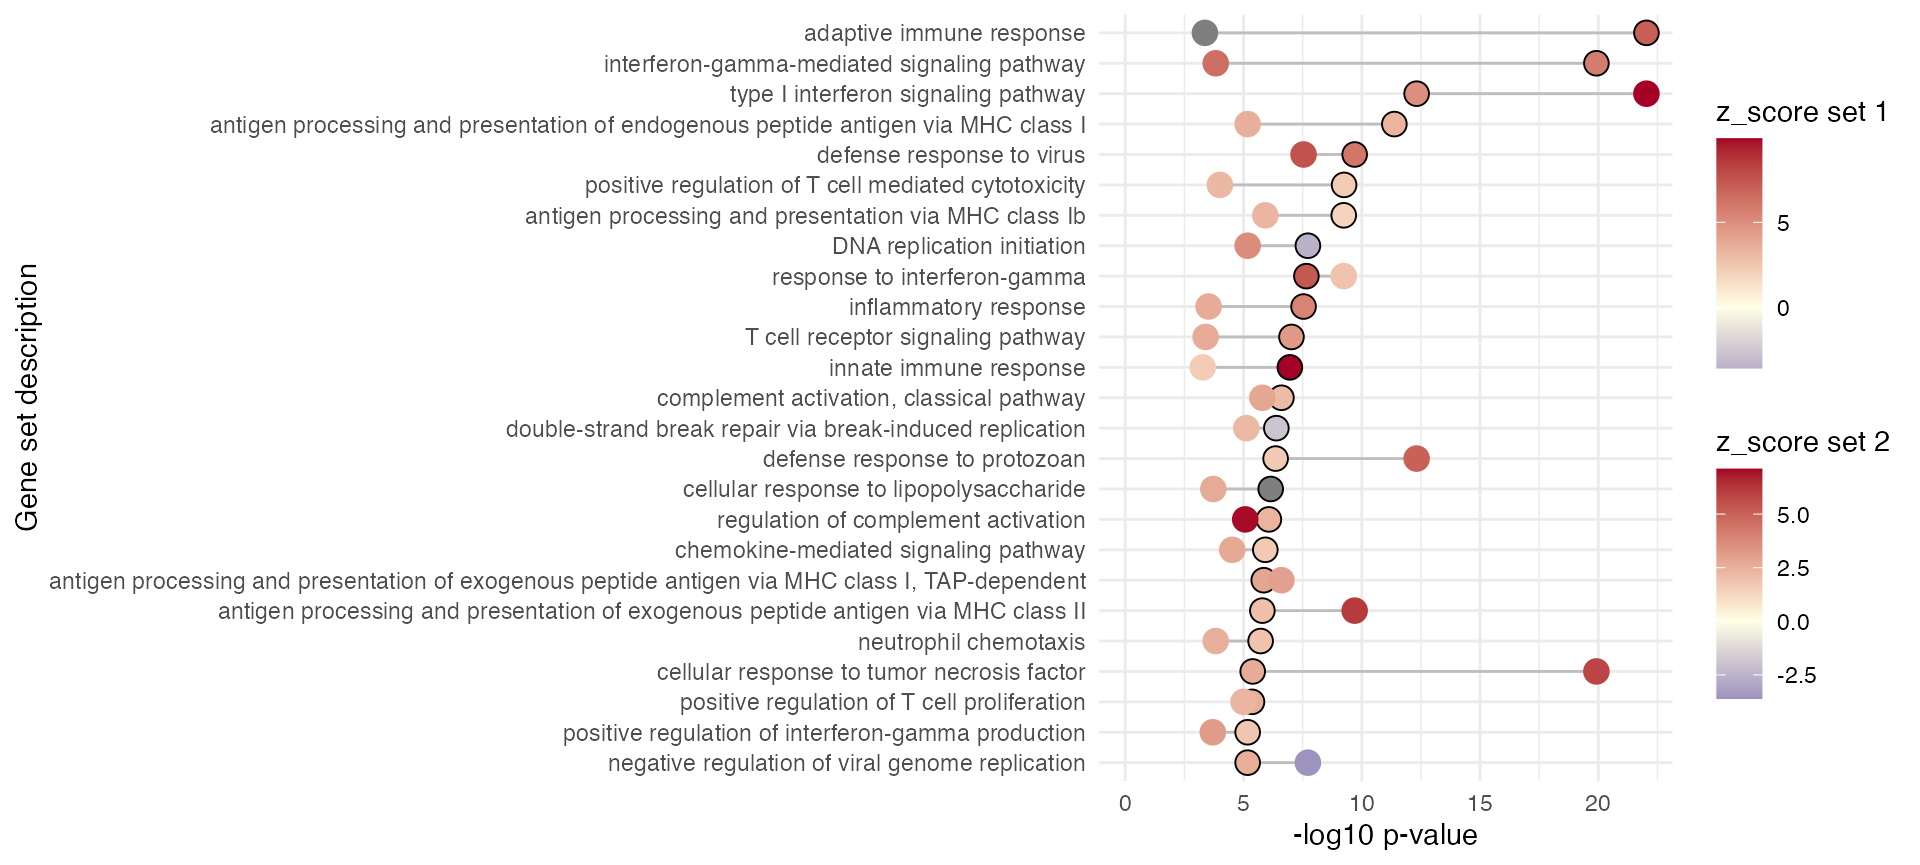 adaptive immune response
interferon-gamma-mediated signaling pathway
type I interferon signaling pathway
antigen processing and presentation of endogenous peptide antigen via MHC class I
defense response to virus
positive regulation of T cell mediated cytotoxicity
antigen processing and presentation via MHC class Ib
DNA replication initiation
response to interferon-gamma
inflammatory response
T cell receptor signaling pathway
innate immune response
complement activation, classical pathway
double-strand break repair via break-induced replication
defense response to protozoan
cellular response to lipopolysaccharide
regulation of complement activation
chemokine-mediated signaling pathway
antigen processing and presentation of exogenous peptide antigen via MHC class I, TAP-dependent
antigen processing and presentation of exogenous peptide antigen via MHC class II
neutrophil chemotaxis
cellular response to tumor necrosis factor
positive regulation of T cell proliferation
positive regulation of interferon-gamma production
negative regulation of viral genome replication
Gene set description
0 5 10 15 20
-log10 p-value
z_score set 1
5
0
z_score set 2
5.0
2.5
0.0
-2.5